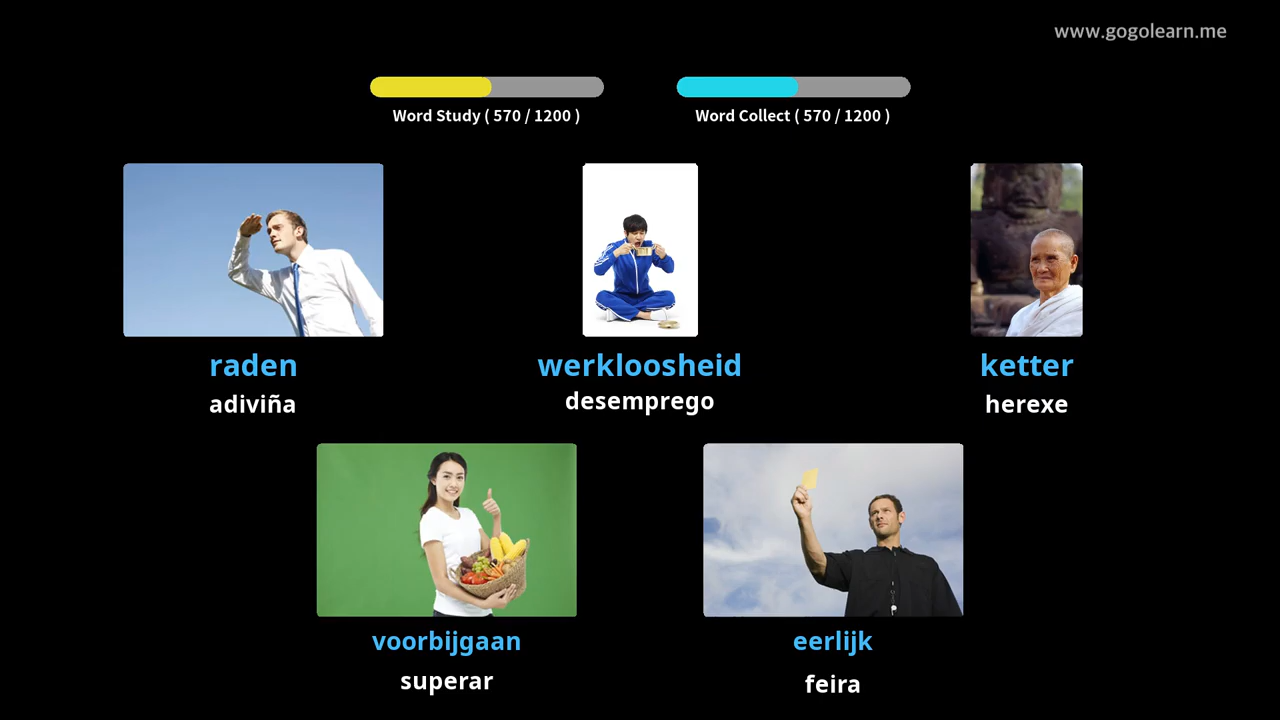 www.gogolearn.me
Word Study ( 570 / 1200 )
Word Collect ( 570 / 1200 )
raden
adiviña
werkloosheid
desemprego
ketter
herexe
voorbijgaan
superar
eerlijk
feira